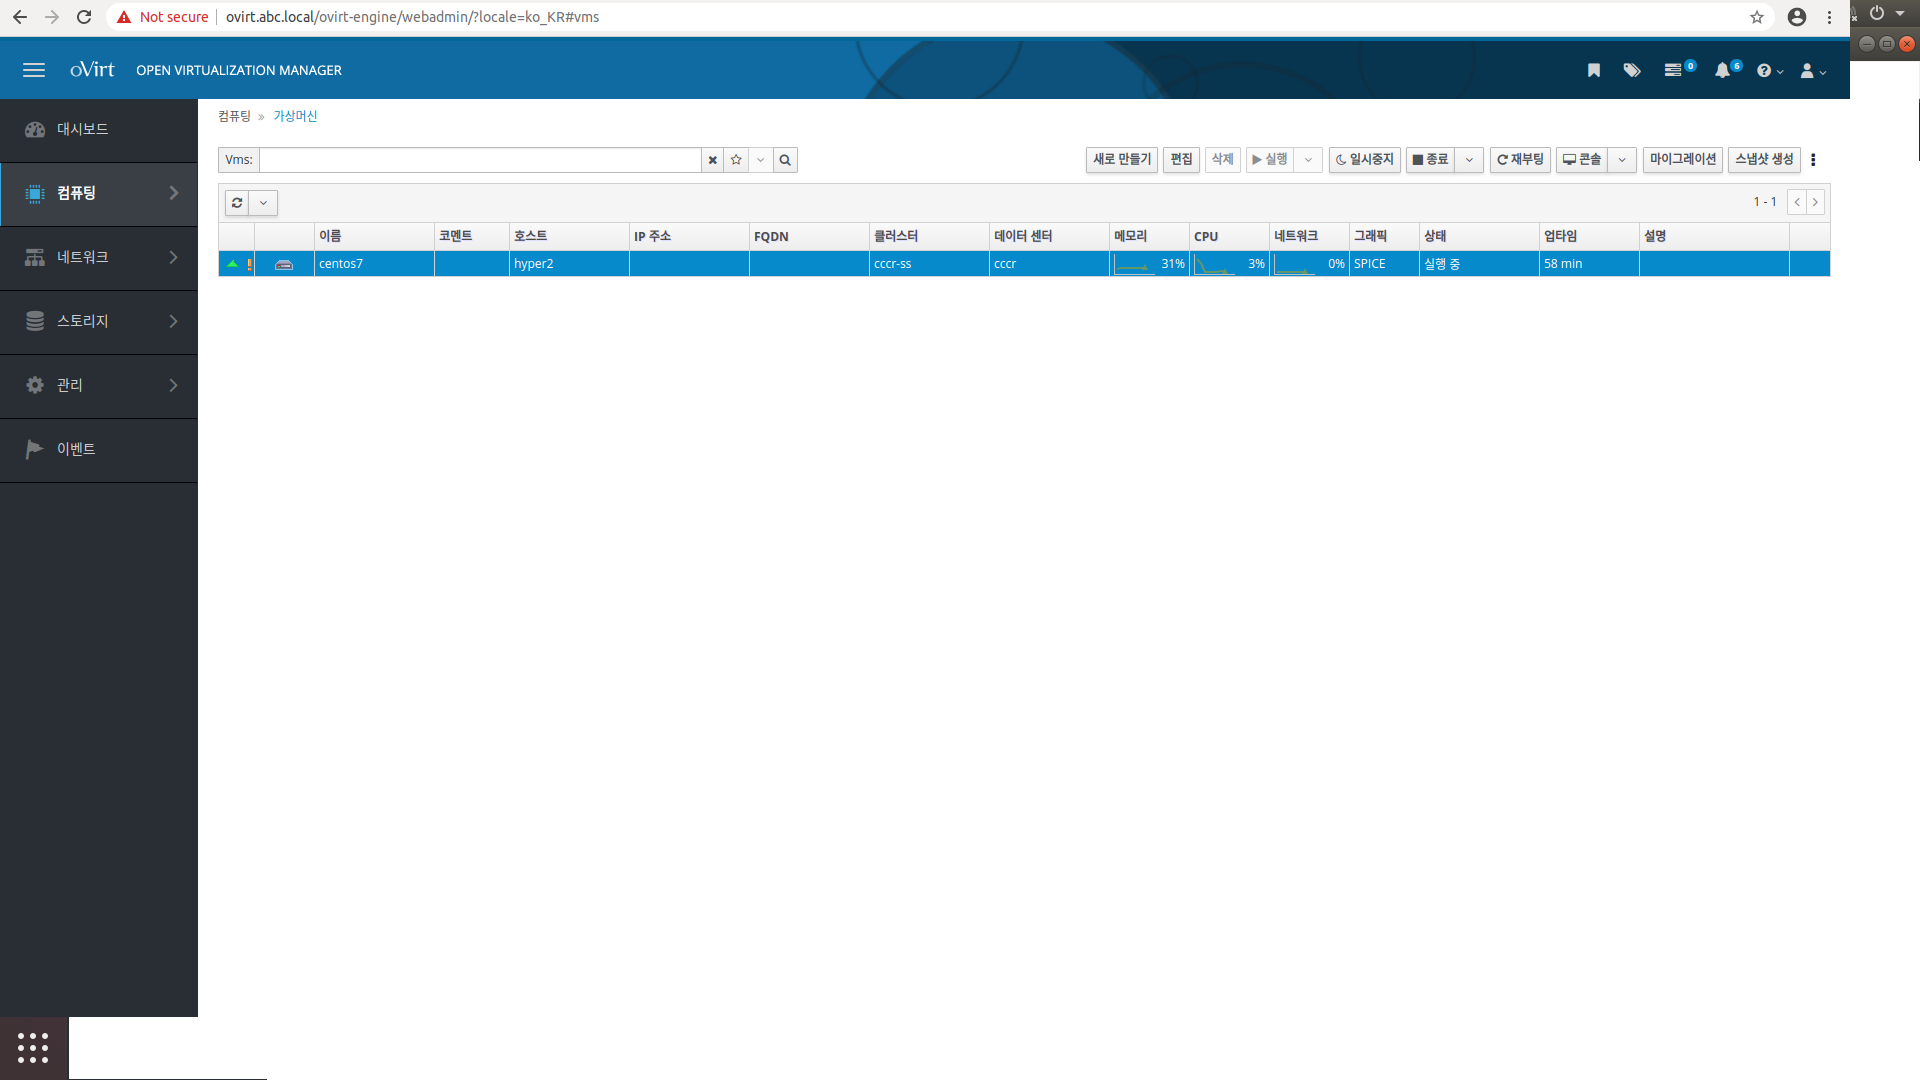 Not secure ovirt.abc.local/ovirt-engine/webadmin/?locale=ko_KR#vms
oVirt OPEN VIRTUALIZATION MANAGER 0 6
컴퓨팅 » 가상머신
대시보드
컴퓨팅
네트워크
스토리지
관리
이벤트
Vms: 새로 만들기 편집 삭제 실행 일시중지 종료 재부팅 콘솔 마이그레이션 스냅샷 생성
1 - 1
이름 코멘트 호스트 IP 주소 FQDN 클러스터 데이터 센터 메모리 CPU 네트워크 그래픽 상태 업타임 설명
centos7 hyper2 cccr-ss cccr 31% 3% 0% SPICE 실행 중 58 min